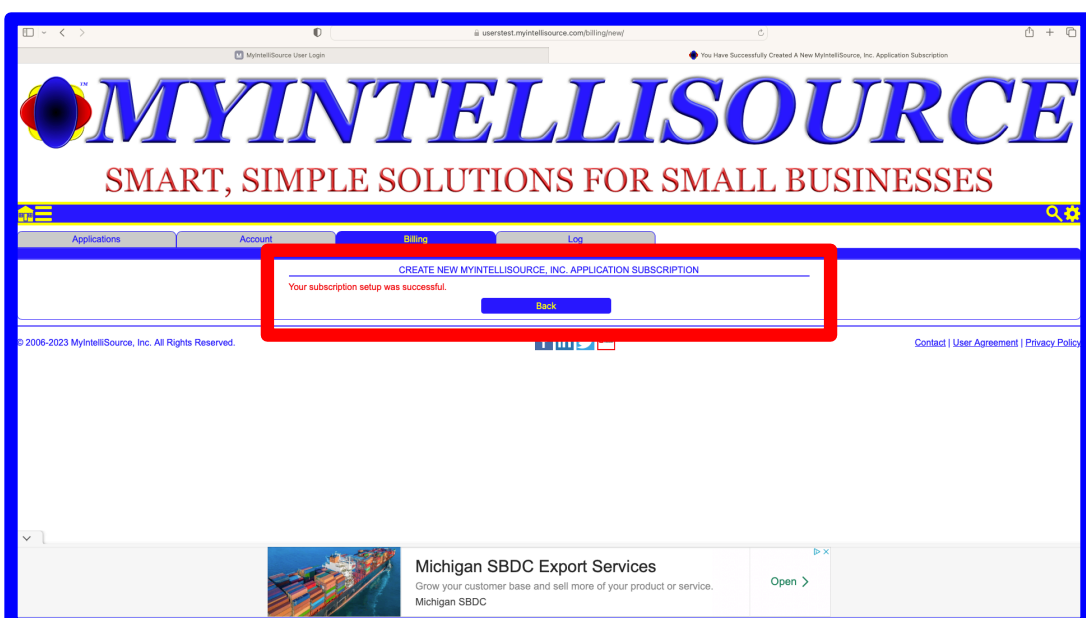 userstest.myintellisource.com/billing/new/
MyIntelliSource User Login
You Have Successfully Created A New MyIntelliSource, Inc. Application Subscription
MYINTELLISOURCE
™
SMART, SIMPLE SOLUTIONS FOR SMALL BUSINESSES
Applications
Account
Billing
Log
CREATE NEW MYINTELLISOURCE, INC. APPLICATION SUBSCRIPTION
Your subscription setup was successful.
Back
© 2006-2023 MyIntelliSource, Inc. All Rights Reserved.
Contact | User Agreement | Privacy Policy
Michigan SBDC Export Services
Grow your customer base and sell more of your product or service.
Michigan SBDC
Open